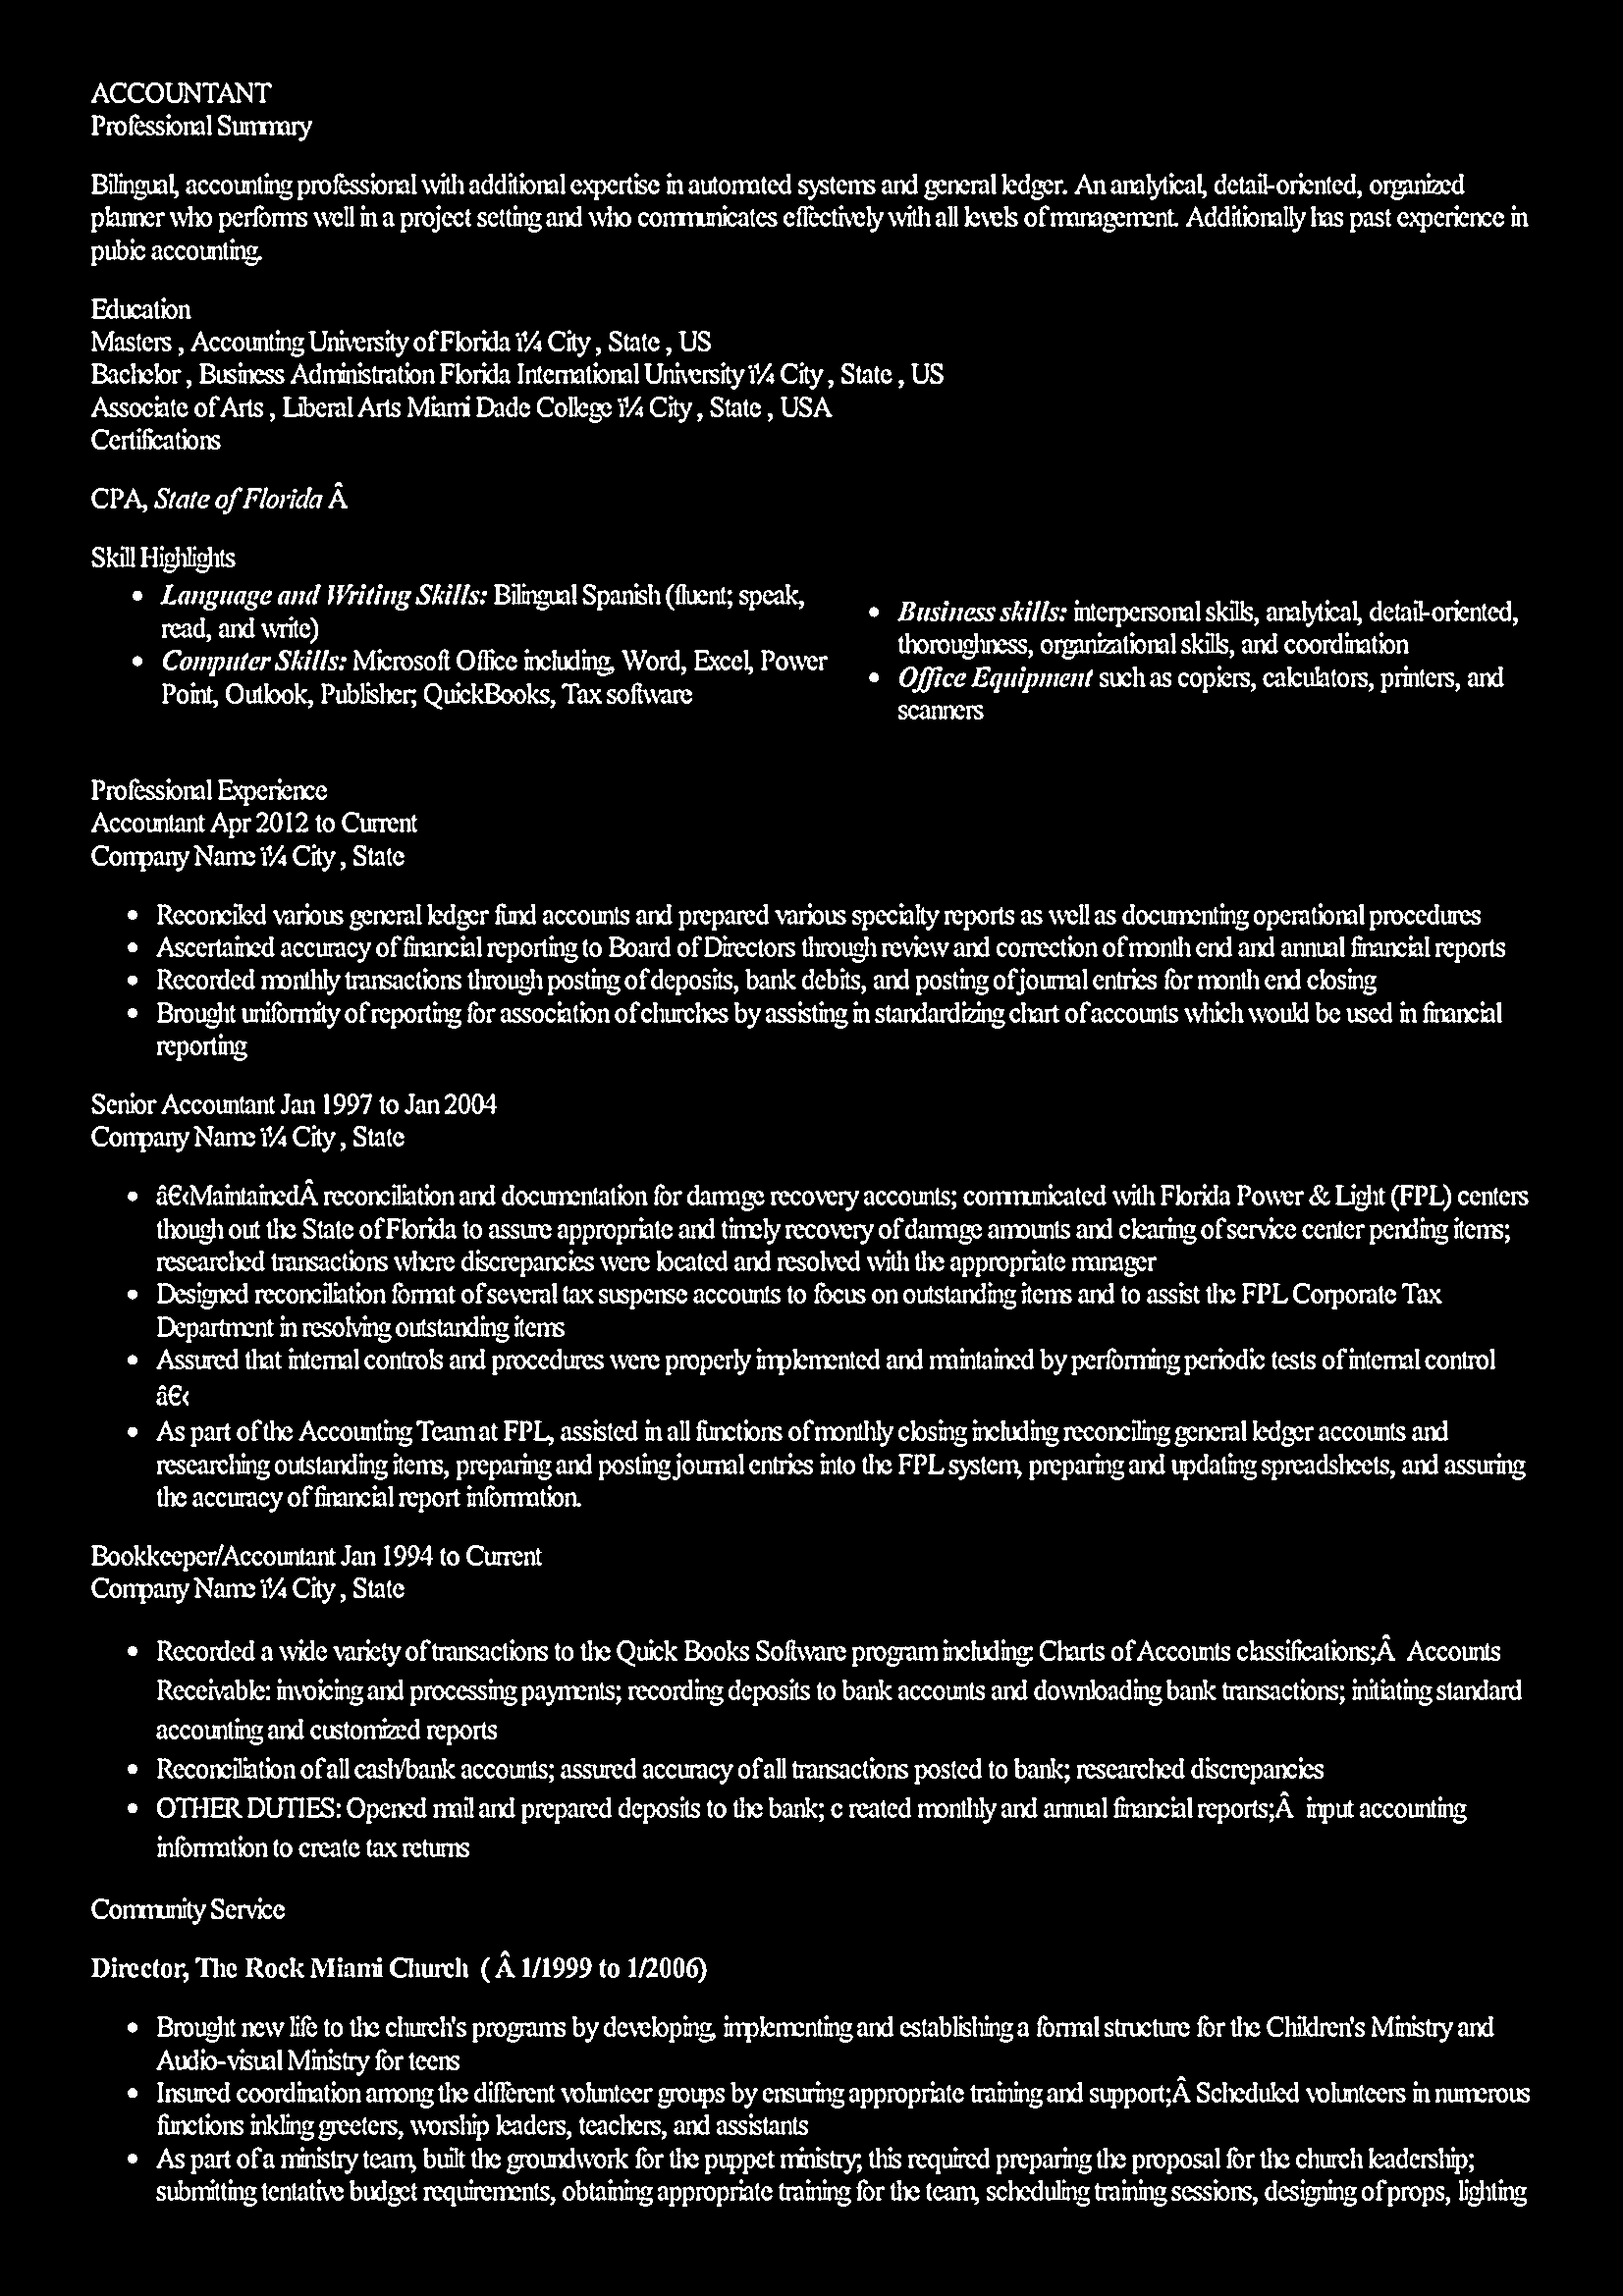 ACCOUNTANT
Professional Summary
Bilingual, accounting professional with additional expertise in automated systems and general ledger. An analytical, detail-oriented, organized
planner who performs well in a project setting and who communicates effectively with all levels of management. Additionally has past experience in
pubic accounting.
Education
Masters , Accounting University of Florida ï¼ City , State , US
Bachelor , Business Administration Florida International University ï¼ City , State , US
Associate of Arts , Liberal Arts Miami Dade College ï¼ City , State , USA
Certifications
CPA, State of Florida Â
Skill Highlights
• Language and Writing Skills: Bilingual Spanish (fluent; speak,
read, and write)
• Computer Skills: Microsoft Office including, Word, Excel, Power
Point, Outlook, Publisher; QuickBooks, Tax software
• Business skills: interpersonal skills, analytical, detail-oriented,
thoroughness, organizational skills, and coordination
• Office Equipment such as copiers, calculators, printers, and
scanners
Professional Experience
Accountant Apr 2012 to Current
Company Name ï¼ City , State
• Reconciled various general ledger fund accounts and prepared various specialty reports as well as documenting operational procedures
• Ascertained accuracy of financial reporting to Board of Directors through review and correction of month end and annual financial reports
• Recorded monthly transactions through posting of deposits, bank debits, and posting of journal entries for month end closing
• Brought uniformity of reporting for association of churches by assisting in standardizing chart of accounts which would be used in financial
reporting
Senior Accountant Jan 1997 to Jan 2004
Company Name ï¼ City , State
• â€‹MaintainedÂ reconciliation and documentation for damage recovery accounts; communicated with Florida Power & Light (FPL) centers
though out the State of Florida to assure appropriate and timely recovery of damage amounts and clearing of service center pending items;
researched transactions where discrepancies were located and resolved with the appropriate manager
• Designed reconciliation format of several tax suspense accounts to focus on outstanding items and to assist the FPL Corporate Tax
Department in resolving outstanding items
• Assured that internal controls and procedures were properly implemented and maintained by performing periodic tests of internal control
â€‹
• As part of the Accounting Team at FPL, assisted in all functions of monthly closing including reconciling general ledger accounts and
researching outstanding items, preparing and posting journal entries into the FPL system, preparing and updating spreadsheets, and assuring
the accuracy of financial report information.
Bookkeeper/Accountant Jan 1994 to Current
Company Name ï¼ City , State
• Recorded a wide variety of transactions to the Quick Books Software program including: Charts of Accounts classifications;Â  Accounts
Receivable: invoicing and processing payments; recording deposits to bank accounts and downloading bank transactions; initiating standard
accounting and customized reports
• Reconciliation of all cash/bank accounts; assured accuracy of all transactions posted to bank; researched discrepancies
• OTHER DUTIES: Opened mail and prepared deposits to the bank; c reated monthly and annual financial reports;Â  input accounting
information to create tax returns
Community Service
Director, The Rock Miami Church  ( Â 1/1999 to 1/2006)
• Brought new life to the church's programs by developing, implementing and establishing a formal structure for the Children's Ministry and
Audio-visual Ministry for teens
• Insured coordination among the different volunteer groups by ensuring appropriate training and support;Â Scheduled volunteers in numerous
functions inkling greeters, worship leaders, teachers, and assistants
• As part of a ministry team, built the groundwork for the puppet ministry; this required preparing the proposal for the church leadership;
submitting tentative budget requirements, obtaining appropriate training for the team, scheduling training sessions, designing of props, lighting